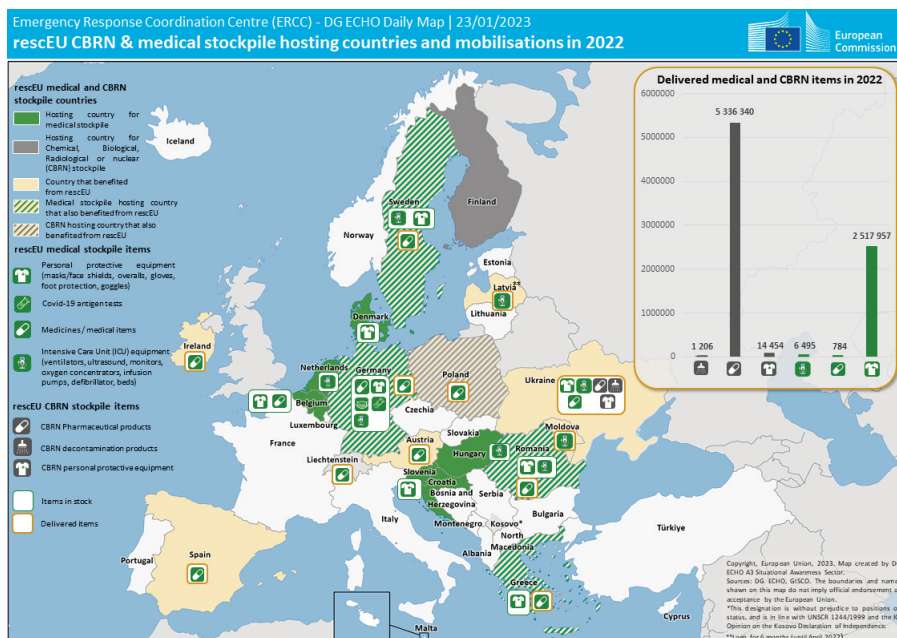 Emergency Response Coordination Centre (ERCC) - DG ECHO Daily Map | 23/01/2023
rescEU CBRN & medical stockpile hosting countries and mobilisations in 2022
European
Commission
rescEU medical and CBRN
stockpile countries
Hosting country for
medical stockpile
Hosting country for
Chemical, Biological,
Radiological or nuclear
(CBRN) stockpile
Country that benefited
from rescEU
Medical stockpile hosting country
that also benefited from rescEU
CBRN hosting country that also
benefited from rescEU
rescEU medical stockpile items
Personal protective equipment
(masks/face shields, overalls, gloves,
foot protection, goggles)
Covid-19 antigen tests
Medicines / medical items
Intensive Care Unit (ICU) equipment
(ventilators, ultrasound, monitors,
oxygen concentrators, infusion
pumps, defibrillator, beds)
rescEU CBRN stockpile items
CBRN Pharmaceutical products
CBRN decontamination products
CBRN personal protective equipment
Items in stock
Delivered items
Delivered medical and CBRN items in 2022
6000000
5000000
4000000
3000000
2000000
1000000
0
1 206
5 336 340
14 454
6 495
784
2 517 957
Iceland
Sweden
Finland
Norway
Estonia
Latvia**
Lithuania
Denmark
Ireland
Netherlands
Germany
Poland
Ukraine
Belgium
Luxembourg
Czechia
Slovakia
Moldova
France
Austria
Liechtenstein
Hungary
Romania
Slovenia
Croatia
Bosnia and
Herzegovina
Serbia
Italy
Montenegro
Kosovo*
Bulgaria
North
Macedonia
Albania
Türkiye
Portugal
Spain
Greece
Malta
Cyprus
Copyright, European Union, 2023. Map created by D
ECHO A3 Situational Awareness Sector.
Sources: DG ECHO, GISCO. The boundaries and name
shown on this map do not imply official endorsement o
acceptance by the European Union.
*This designation is without prejudice to positions o
status, and is in line with UNSCR 1244/1999 and the
Opinion on the Kosovo Declaration of Independence.
for 6 months (until April 2022)